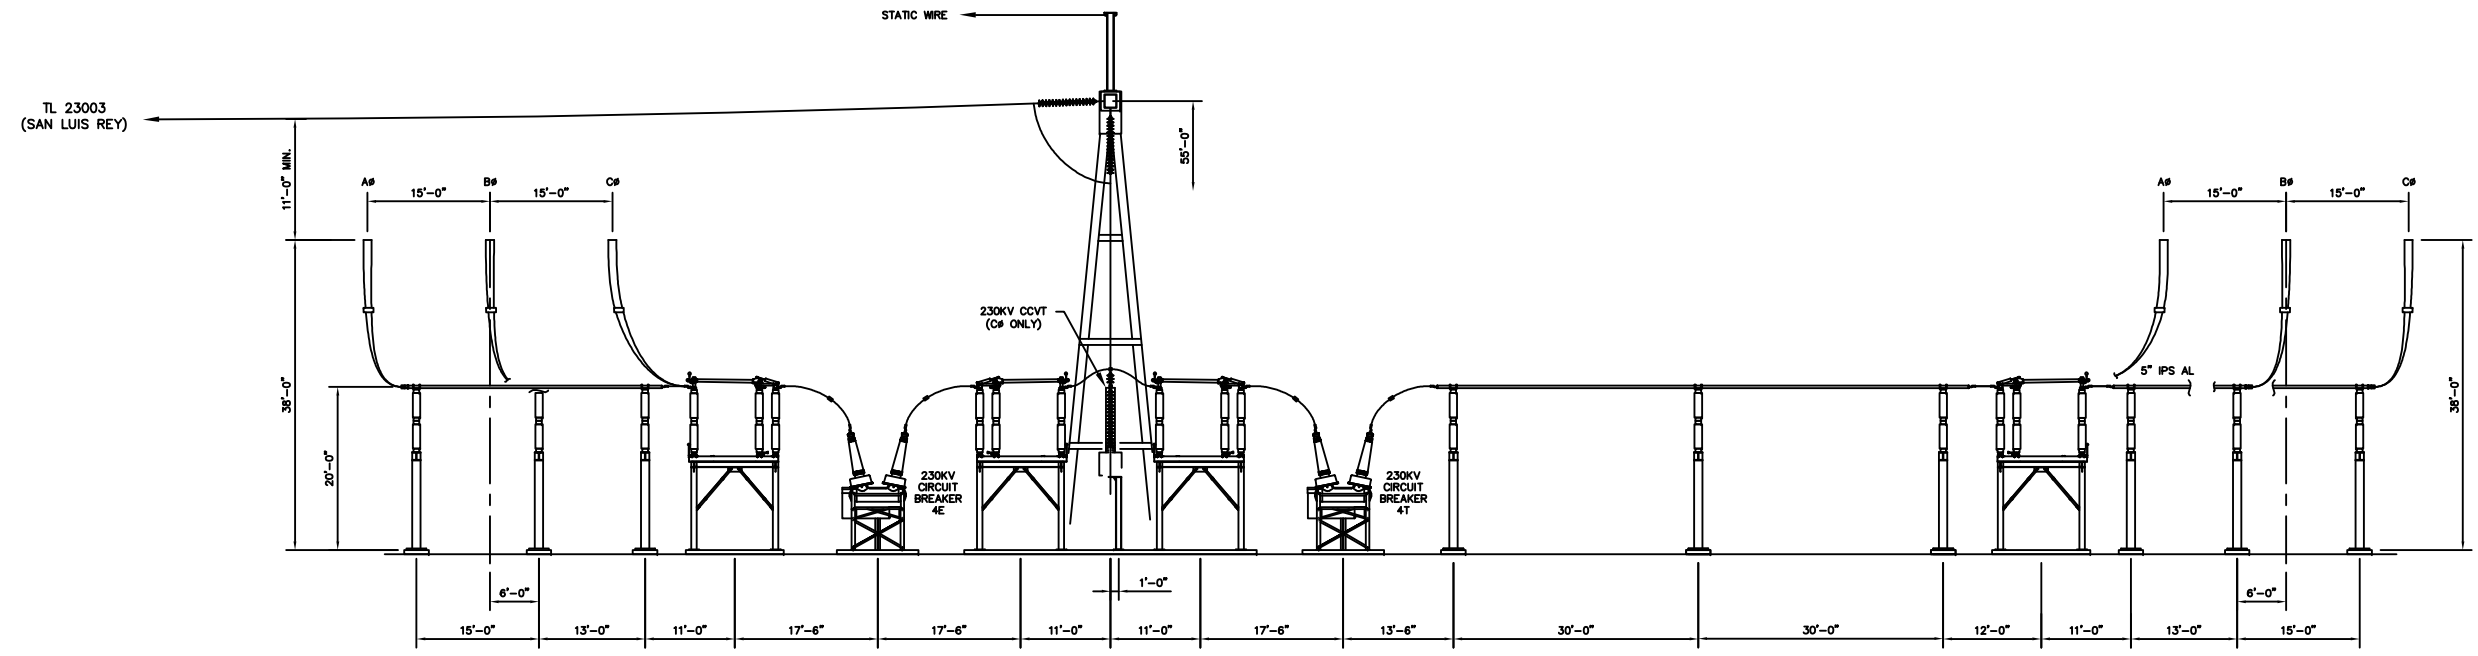 STATIC WIRE
TL 23003
(SAN LUIS REY)
55'-0"
11'-0" MIN.
AØ
BØ
CØ
15'-0"
15'-0"
AØ
BØ
CØ
15'-0"
15'-0"
230KV CCVT
(CØ ONLY)
5" IPS AL
38'-0"
38'-0"
20'-0"
230KV
CIRCUIT
BREAKER
4E
230KV
CIRCUIT
BREAKER
4T
1'-0"
6'-0"
6'-0"
15'-0"
13'-0"
11'-0"
17'-6"
17'-6"
11'-0"
11'-0"
17'-6"
13'-6"
30'-0"
30'-0"
12'-0"
11'-0"
13'-0"
15'-0"